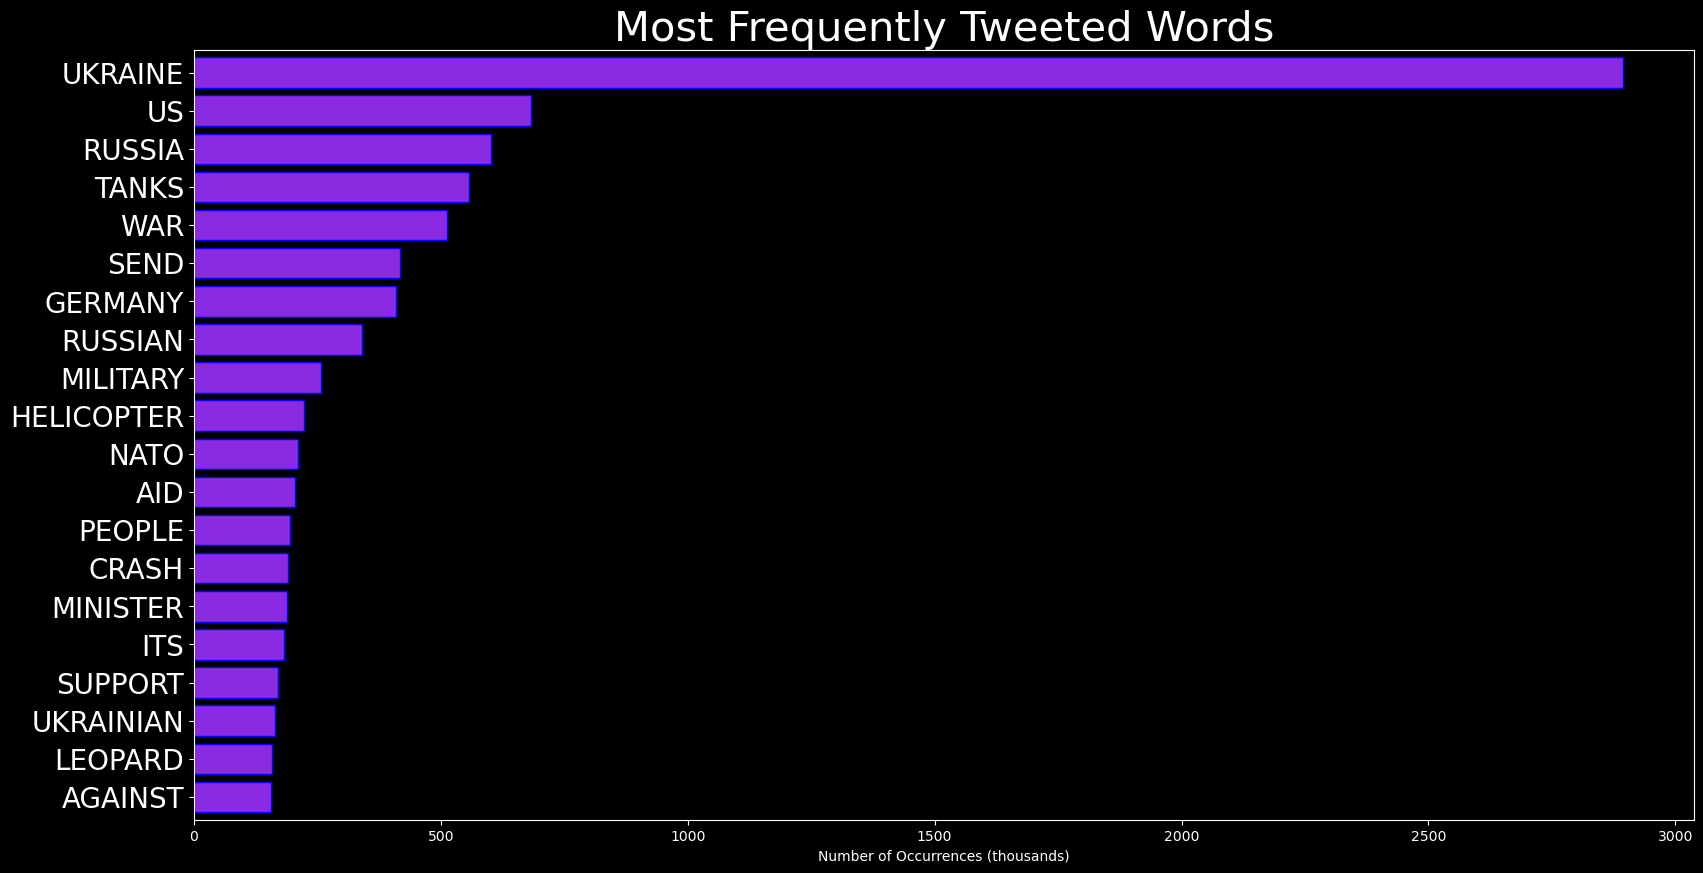 Most Frequently Tweeted Words
UKRAINE
US
RUSSIA
TANKS
WAR
SEND
GERMANY
RUSSIAN
MILITARY
HELICOPTER
NATO
AID
PEOPLE
CRASH
MINISTER
ITS
SUPPORT
UKRAINIAN
LEOPARD
AGAINST
0 500 1000 1500 2000 2500 3000
Number of Occurrences (thousands)